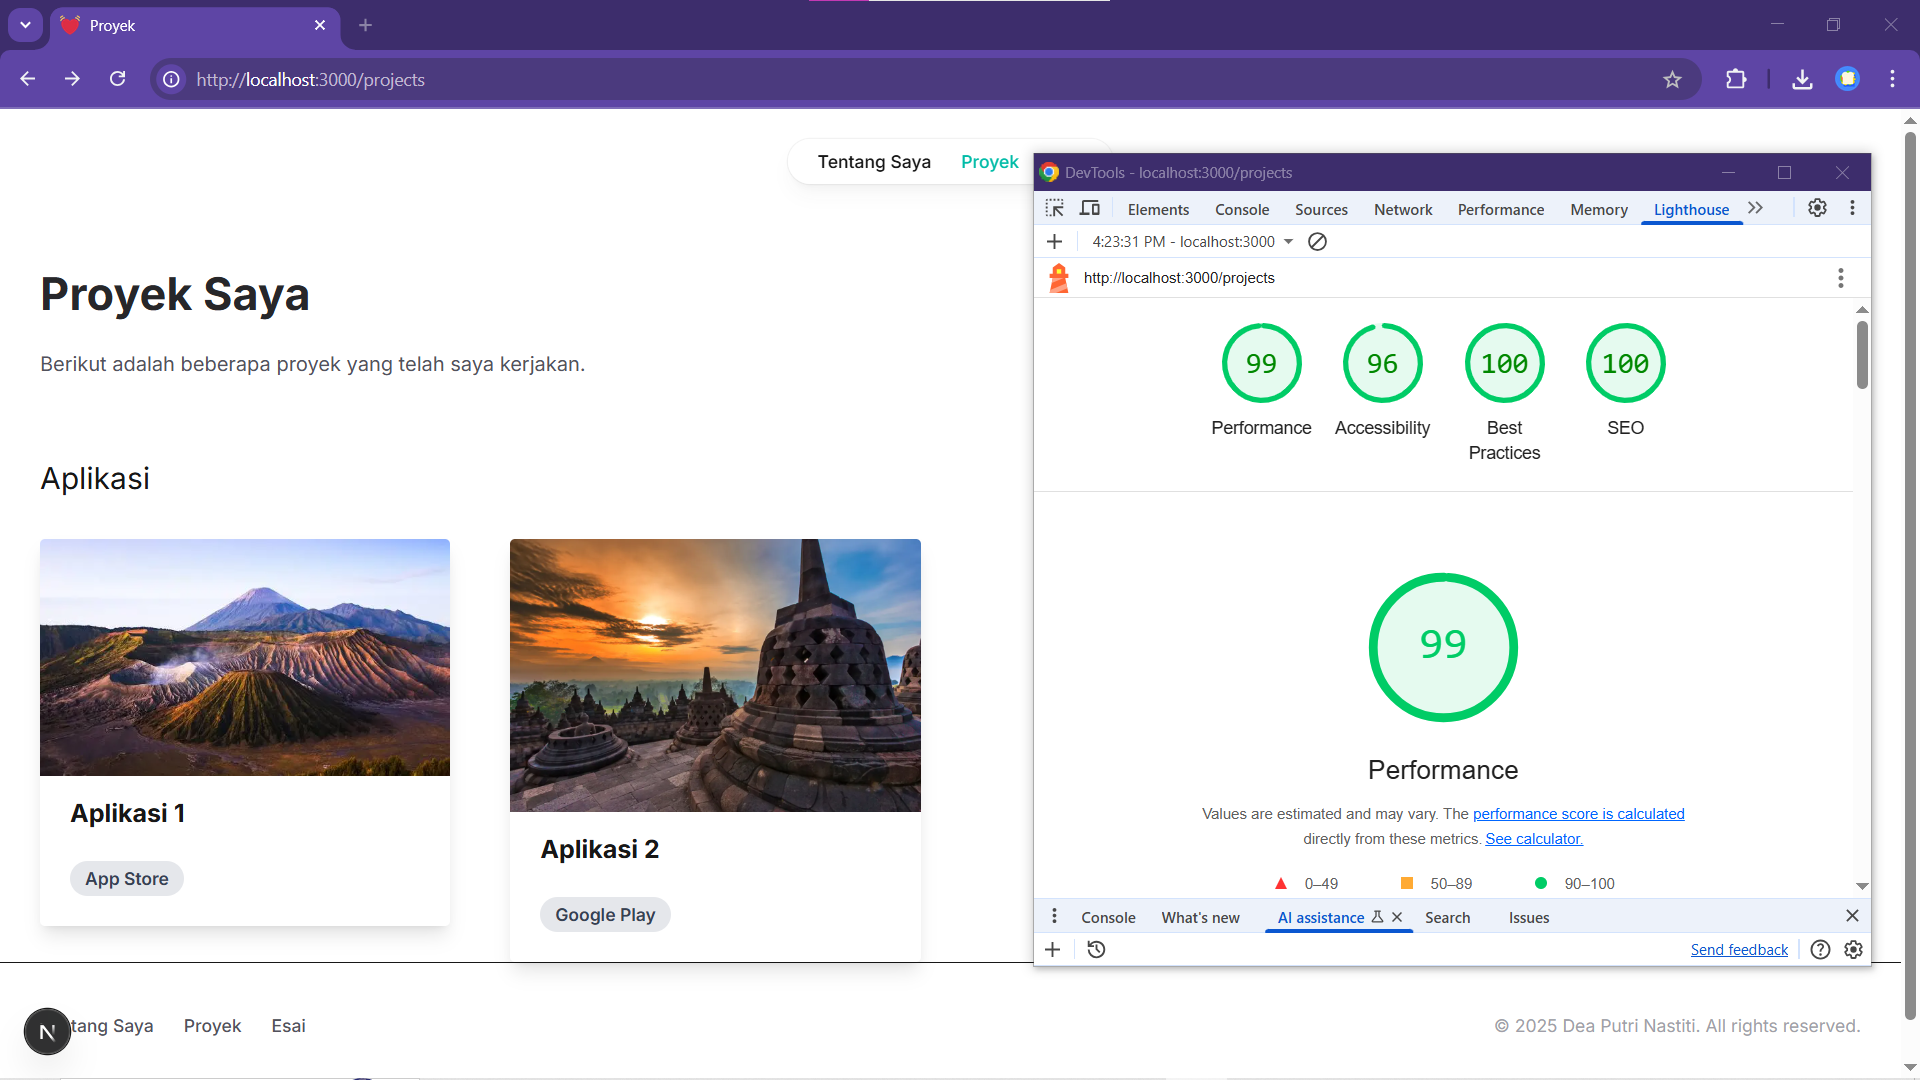 Proyek
http://localhost:3000/projects
Tentang Saya Proyek
Proyek Saya
Berikut adalah beberapa proyek yang telah saya kerjakan.
Aplikasi
Aplikasi 1
App Store
Aplikasi 2
Google Play
DevTools - localhost:3000/projects
Elements Console Sources Network Performance Memory Lighthouse
4:23:31 PM - localhost:3000
http://localhost:3000/projects
99 96 100 100
Performance Accessibility Best Practices SEO
99
Performance
Values are estimated and may vary. The performance score is calculated
directly from these metrics. See calculator.
0–49 50–89 90–100
Console What's new AI assistance Search Issues
Send feedback
N
tang Saya Proyek Esai
© 2025 Dea Putri Nastiti. All rights reserved.